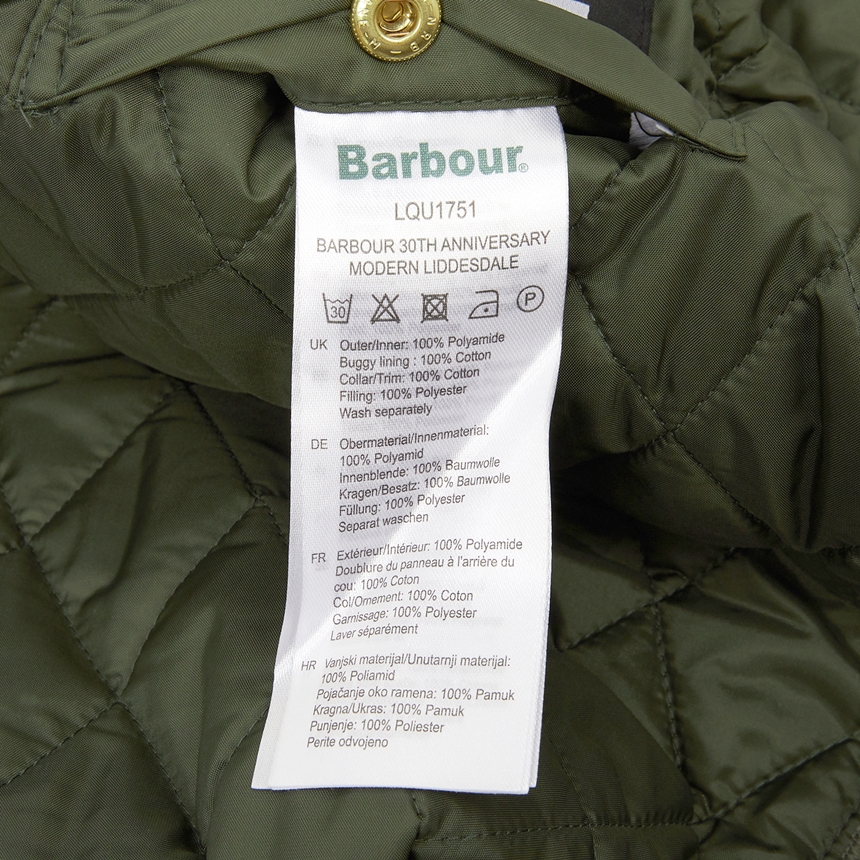 Barbour®
LQU1751
BARBOUR 30TH ANNIVERSARY
MODERN LIDDESDALE
30
P
UK Outer/Inner: 100% Polyamide
Buggy lining : 100% Cotton
Collar/Trim: 100% Cotton
Filling: 100% Polyester
Wash separately
DE Obermaterial/Innenmaterial:
100% Polyamid
Innenblende: 100% Baumwolle
Kragen/Besatz: 100% Baumwolle
Füllung: 100% Polyester
Separat waschen
FR Extérieur/Intérieur: 100% Polyamide
Doublure du panneau à l'arrière du
cou: 100% Coton
Col/Ornement: 100% Coton
Garnissage: 100% Polyester
Laver séparément
HR Vanjski materijal/Unutarnji materijal:
100% Poliamid
Pojačanje oko ramena: 100% Pamuk
Kragna/Ukras: 100% Pamuk
Punjenje: 100% Poliester
Perite odvojeno